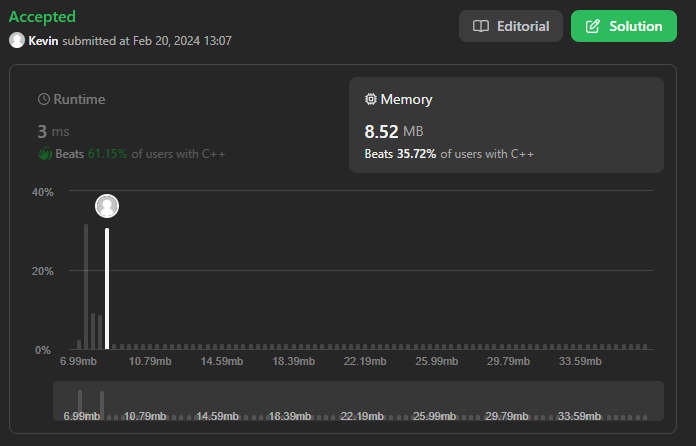 Accepted
Editorial
Solution
Kevin submitted at Feb 20, 2024 13:07
Runtime
3 ms
Beats 61.15% of users with C++
Memory
8.52 MB
Beats 35.72% of users with C++
40%
20%
0%
6.99mb 10.79mb 14.59mb 18.39mb 22.19mb 25.99mb 29.79mb 33.59mb
6.99mb 10.79mb 14.59mb 18.39mb 22.19mb 25.99mb 29.79mb 33.59mb